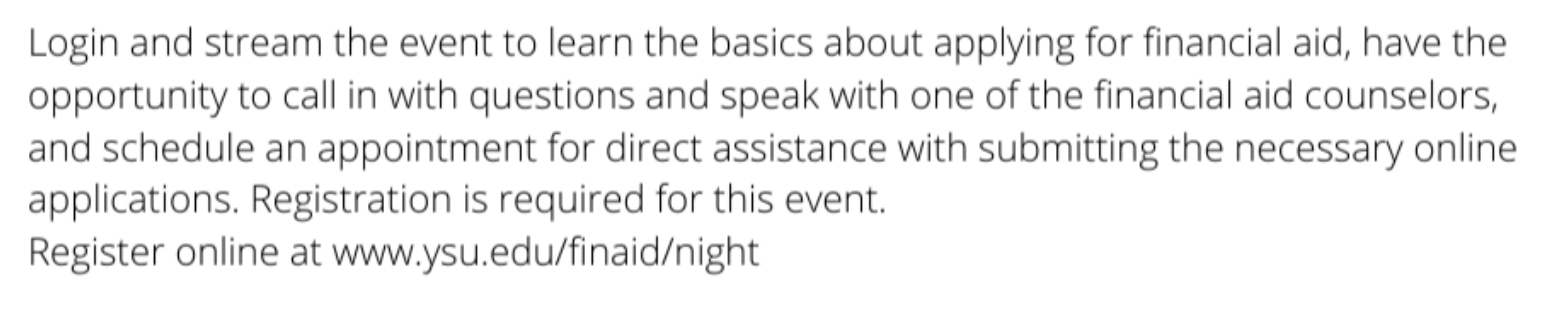 Login and stream the event to learn the basics about applying for financial aid, have the
opportunity to call in with questions and speak with one of the financial aid counselors,
and schedule an appointment for direct assistance with submitting the necessary online
applications. Registration is required for this event.
Register online at www.ysu.edu/finaid/night